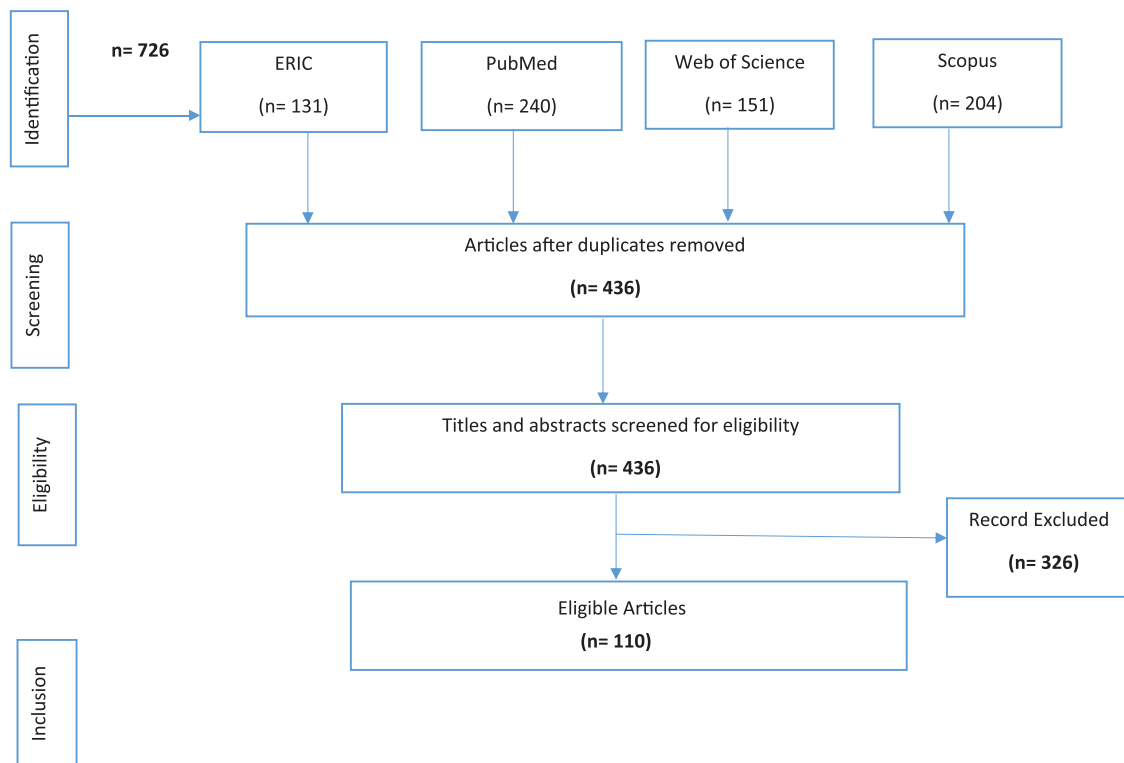 Identification
n= 726
ERIC
(n= 131)
PubMed
(n= 240)
Web of Science
(n= 151)
Scopus
(n= 204)
Screening
Articles after duplicates removed
(n= 436)
Eligibility
Titles and abstracts screened for eligibility
(n= 436)
Record Excluded
(n= 326)
Eligible Articles
(n= 110)
Inclusion